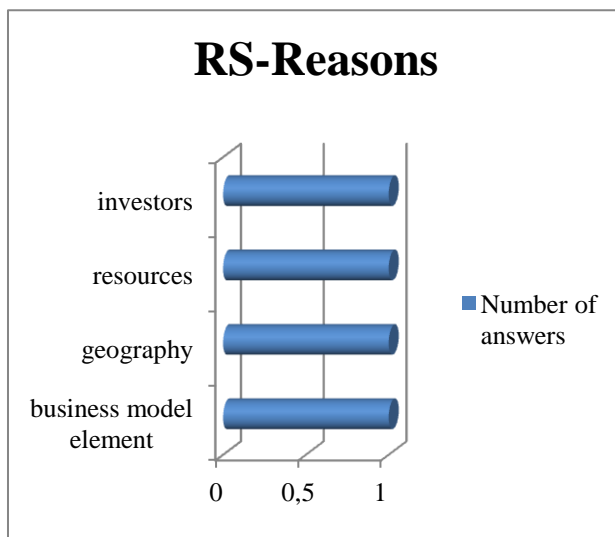 RS-Reasons
investors
resources
geography
business model
element
0
0,5
1
Number of
answers